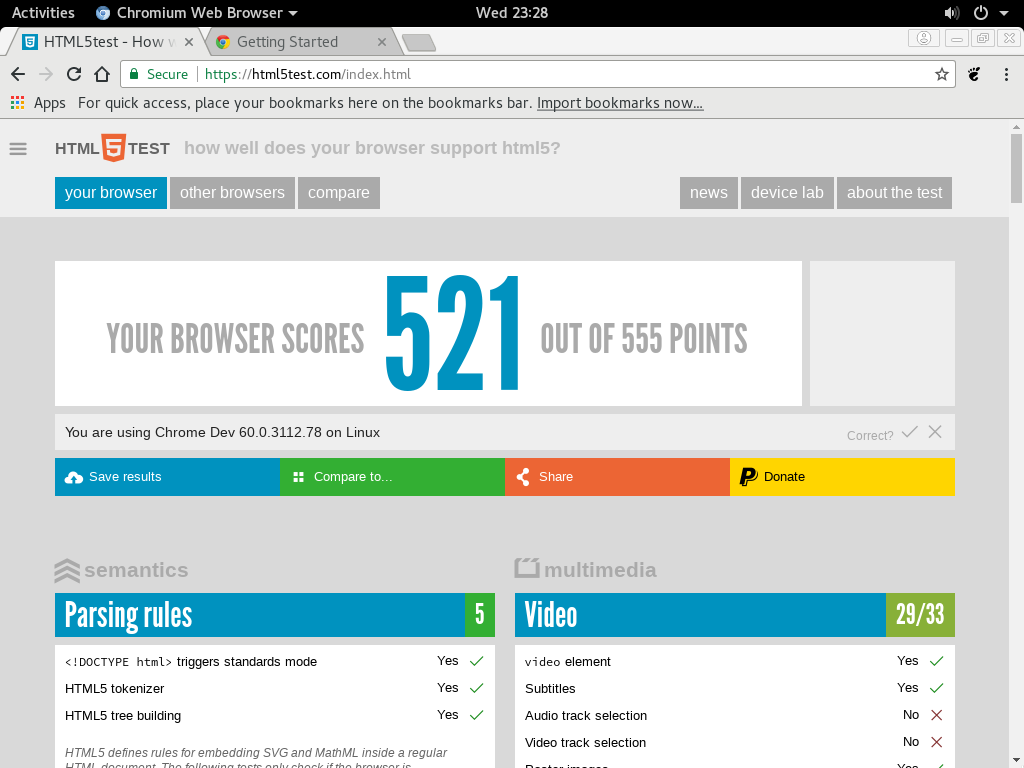 Activities Chromium Web Browser Wed 23:28
HTML5test - How w Getting Started
Secure https://html5test.com/index.html
Apps For quick access, place your bookmarks here on the bookmarks bar. Import bookmarks now...
HTML 5 TEST how well does your browser support html5?
your browser other browsers compare news device lab about the test
YOUR BROWSER SCORES 521 OUT OF 555 POINTS
You are using Chrome Dev 60.0.3112.78 on Linux Correct?
Save results Compare to... Share Donate
semantics multimedia
Parsing rules 5 Video 29/33
<!DOCTYPE html> triggers standards mode Yes video element Yes
HTML5 tokenizer Yes Subtitles Yes
HTML5 tree building Yes Audio track selection No
Video track selection No
HTML5 defines rules for embedding SVG and MathML inside a regular
HTML document. The following tests only check if the browser is
Poster images Yes